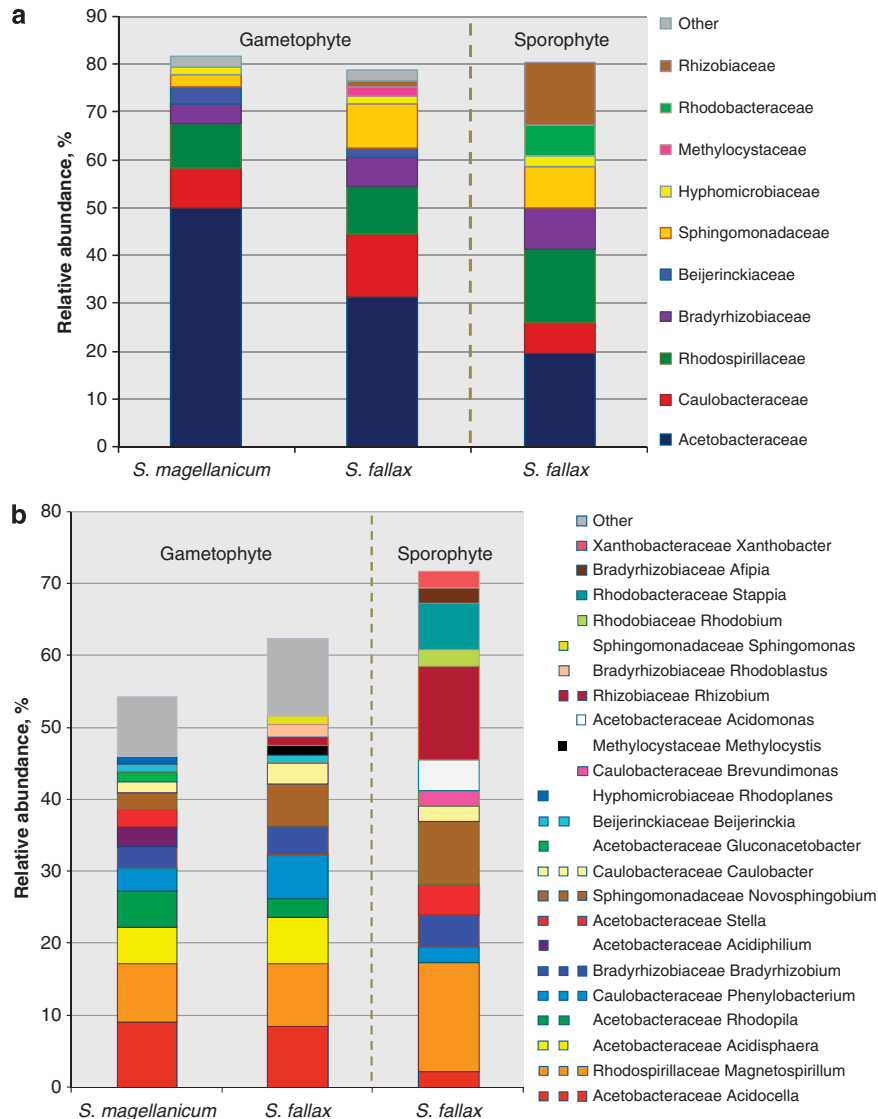 a
90
80
70
60
50
40
30
20
10
0
Relative abundance, %
Gametophyte
Sporophyte
S. magellanicum
S. fallax
S. fallax
Other
Rhizobiaceae
Rhodobacteraceae
Methylocystaceae
Hyphomicrobiaceae
Sphingomonadaceae
Beijerinckiaceae
Bradyrhizobiaceae
Rhodospirillaceae
Caulobacteraceae
Acetobacteraceae
b
80
70
60
50
40
30
20
10
0
Relative abundance, %
Gametophyte
Sporophyte
S. magellanicum
S. fallax
S. fallax
Other
Xanthobacteraceae Xanthobacter
Bradyrhizobiaceae Afipia
Rhodobacteraceae Stappia
Rhodobiaceae Rhodobium
Sphingomonadaceae Sphingomonas
Bradyrhizobiaceae Rhodoblastus
Rhizobiaceae Rhizobium
Acetobacteraceae Acidomonas
Methylocystaceae Methylocystis
Caulobacteraceae Brevundimonas
Hyphomicrobiaceae Rhodoplanes
Beijerinckiaceae Beijerinckia
Acetobacteraceae Gluconacetobacter
Caulobacteraceae Caulobacter
Sphingomonadaceae Novosphingobium
Acetobacteraceae Stella
Acetobacteraceae Acidiphilium
Bradyrhizobiaceae Bradyrhizobium
Caulobacteraceae Phenylobacterium
Acetobacteraceae Rhodopila
Acetobacteraceae Acidisphaera
Rhodospirillaceae Magnetospirillum
Acetobacteraceae Acidocella